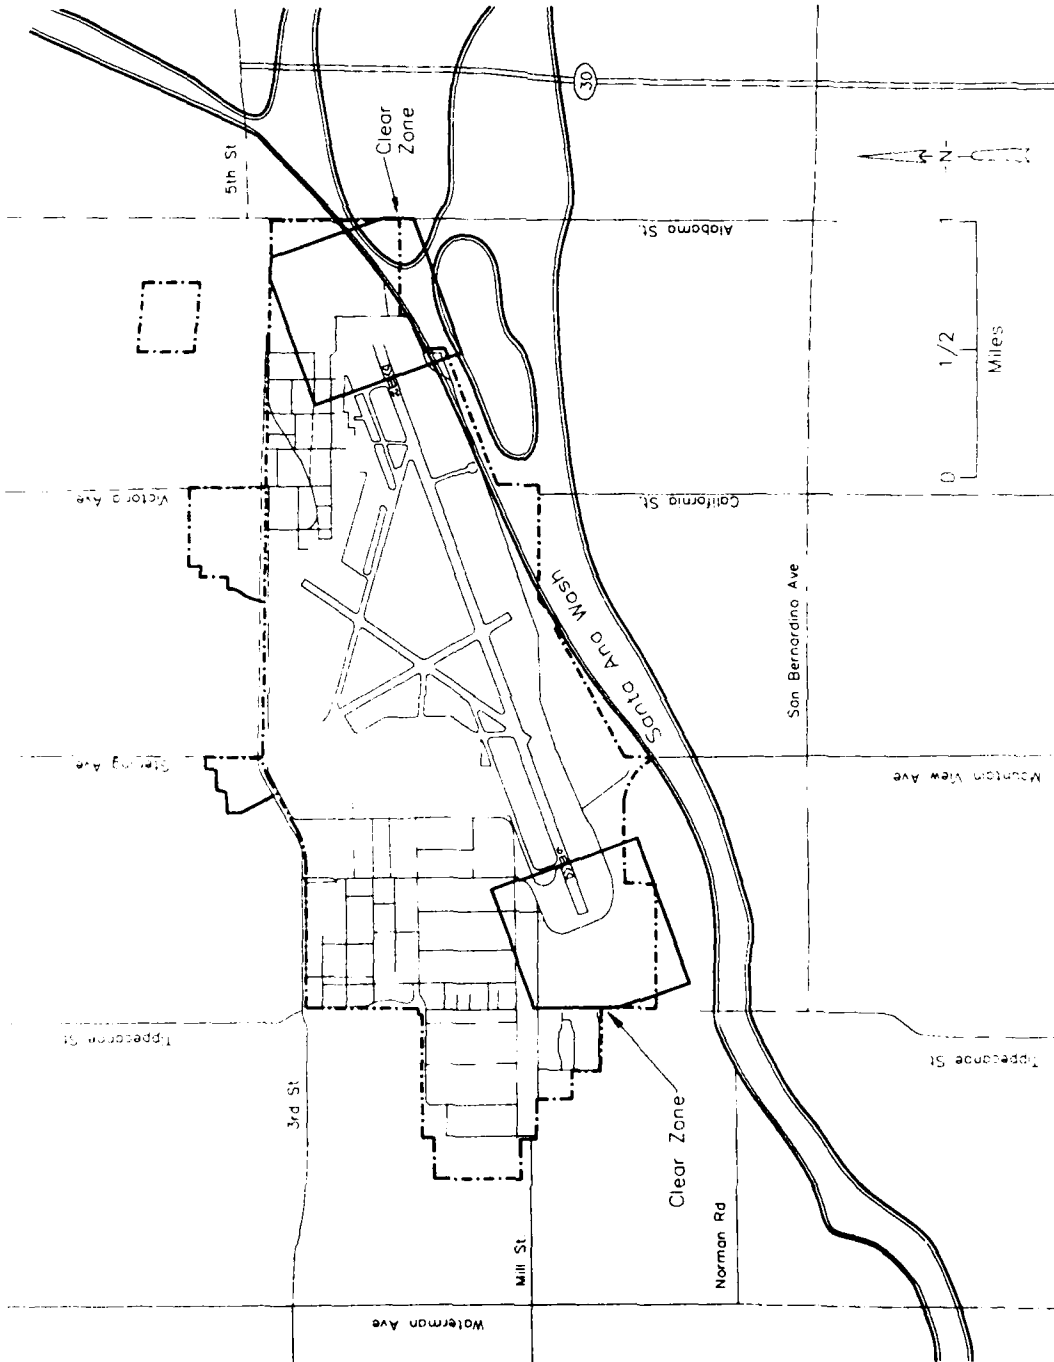 5th St
Clear
Zone
30
N
Alabama St.
0
1/2
1
Miles
Victoria Ave
California St.
San Bernardino Ave
Santa Ana Wash
Sterling Ave
Mountain View Ave
Tippecanoe St
Tippecanoe St
3rd St
Clear Zone
Mill St
Norman Rd
Waterman Ave